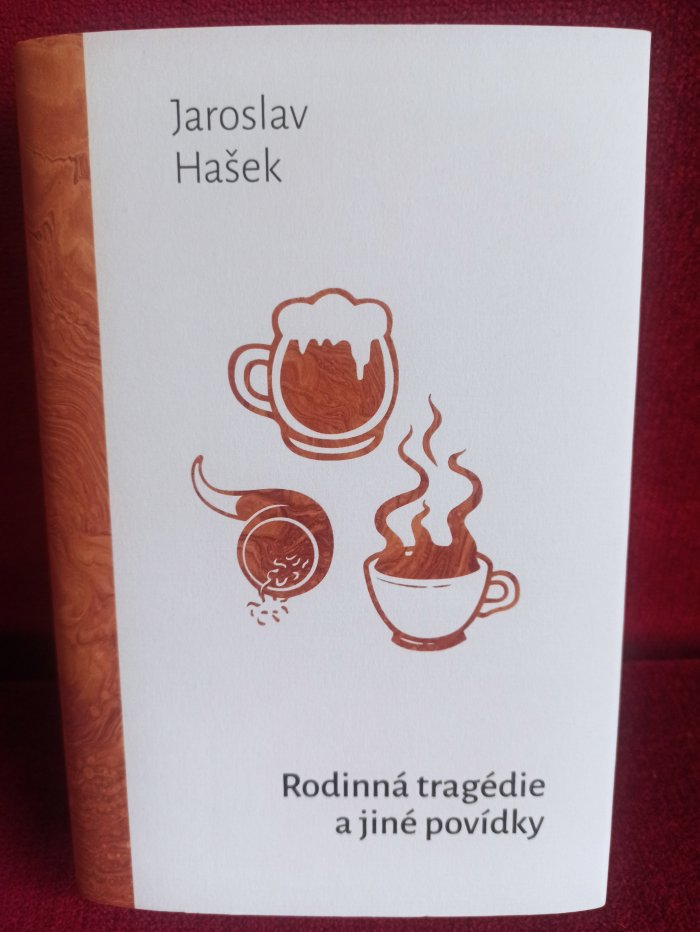 Jaroslav
Hašek
Rodinná tragédie
a jiné povídky